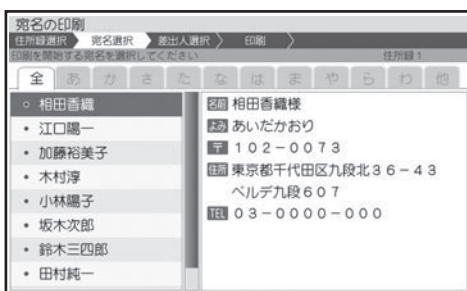 宛名の印刷
住所録選択 宛名選択 差出人選択 印刷
印刷を開始する宛名を選択してください 住所録1
全 あ か さ た な は ま や ら わ 他
相田香織
江口陽一
加藤裕美子
木村淳
小林陽子
坂木次郎
鈴木三四郎
田村純一
名前 相田香織様
よみ あいだかおり
〒 102-0073
住所 東京都千代田区九段北36-43
ベルデ九段607
TEL 03-0000-000